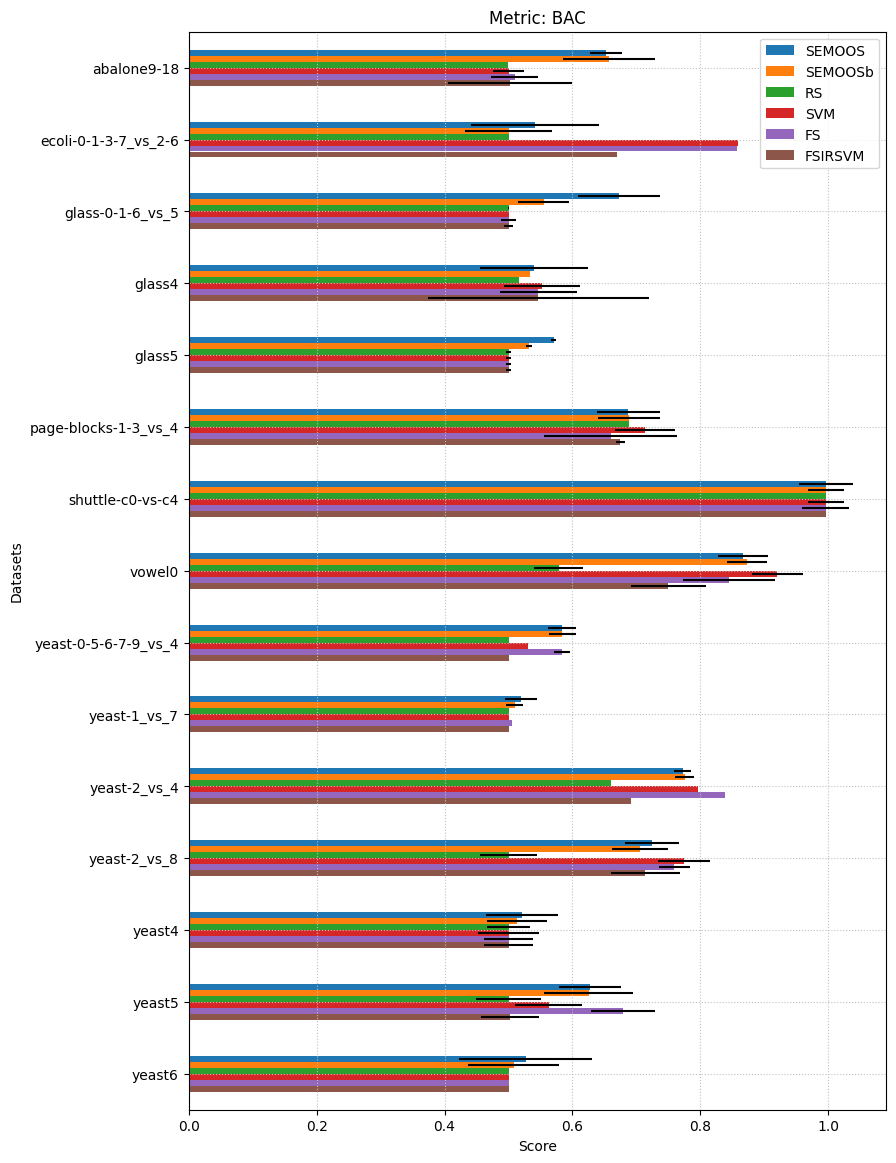 Metric: BAC
SEMOOS
SEMOOSb
RS
SVM
FS
FSIRSVM
Datasets
abalone9-18
ecoli-0-1-3-7_vs_2-6
glass-0-1-6_vs_5
glass4
glass5
page-blocks-1-3_vs_4
shuttle-c0-vs-c4
vowel0
yeast-0-5-6-7-9_vs_4
yeast-1_vs_7
yeast-2_vs_4
yeast-2_vs_8
yeast4
yeast5
yeast6
0.0 0.2 0.4 0.6 0.8 1.0
Score